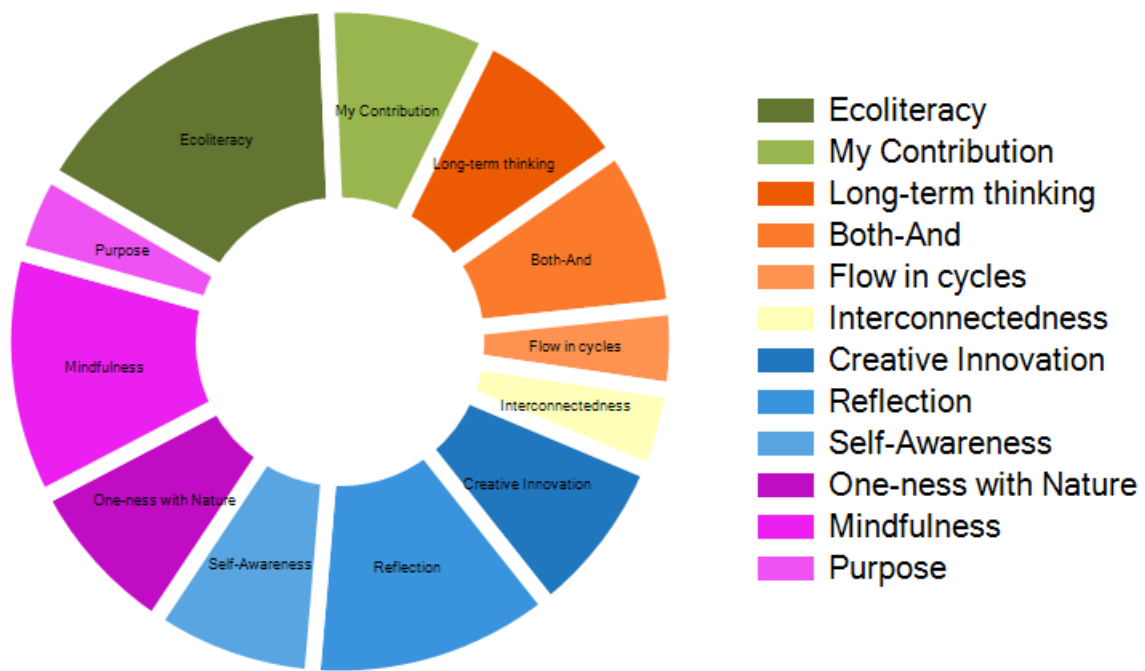 Ecoliteracy
My Contribution
Long-term thinking
Both-And
Flow in cycles
Interconnectedness
Creative Innovation
Reflection
Self-Awareness
One-ness with Nature
Mindfulness
Purpose
Ecoliteracy
My Contribution
Long-term thinking
Both-And
Flow in cycles
Interconnectedness
Creative Innovation
Reflection
Self-Awareness
One-ness with Nature
Mindfulness
Purpose